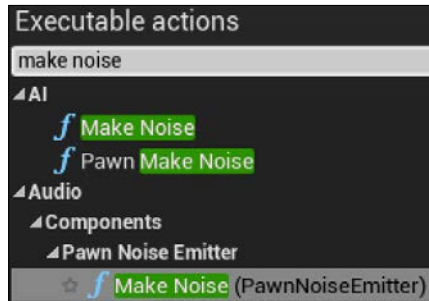 Executable actions
make noise
AI
f Make Noise
f Pawn Make Noise
Audio
Components
Pawn Noise Emitter
f Make Noise (PawnNoiseEmitter)